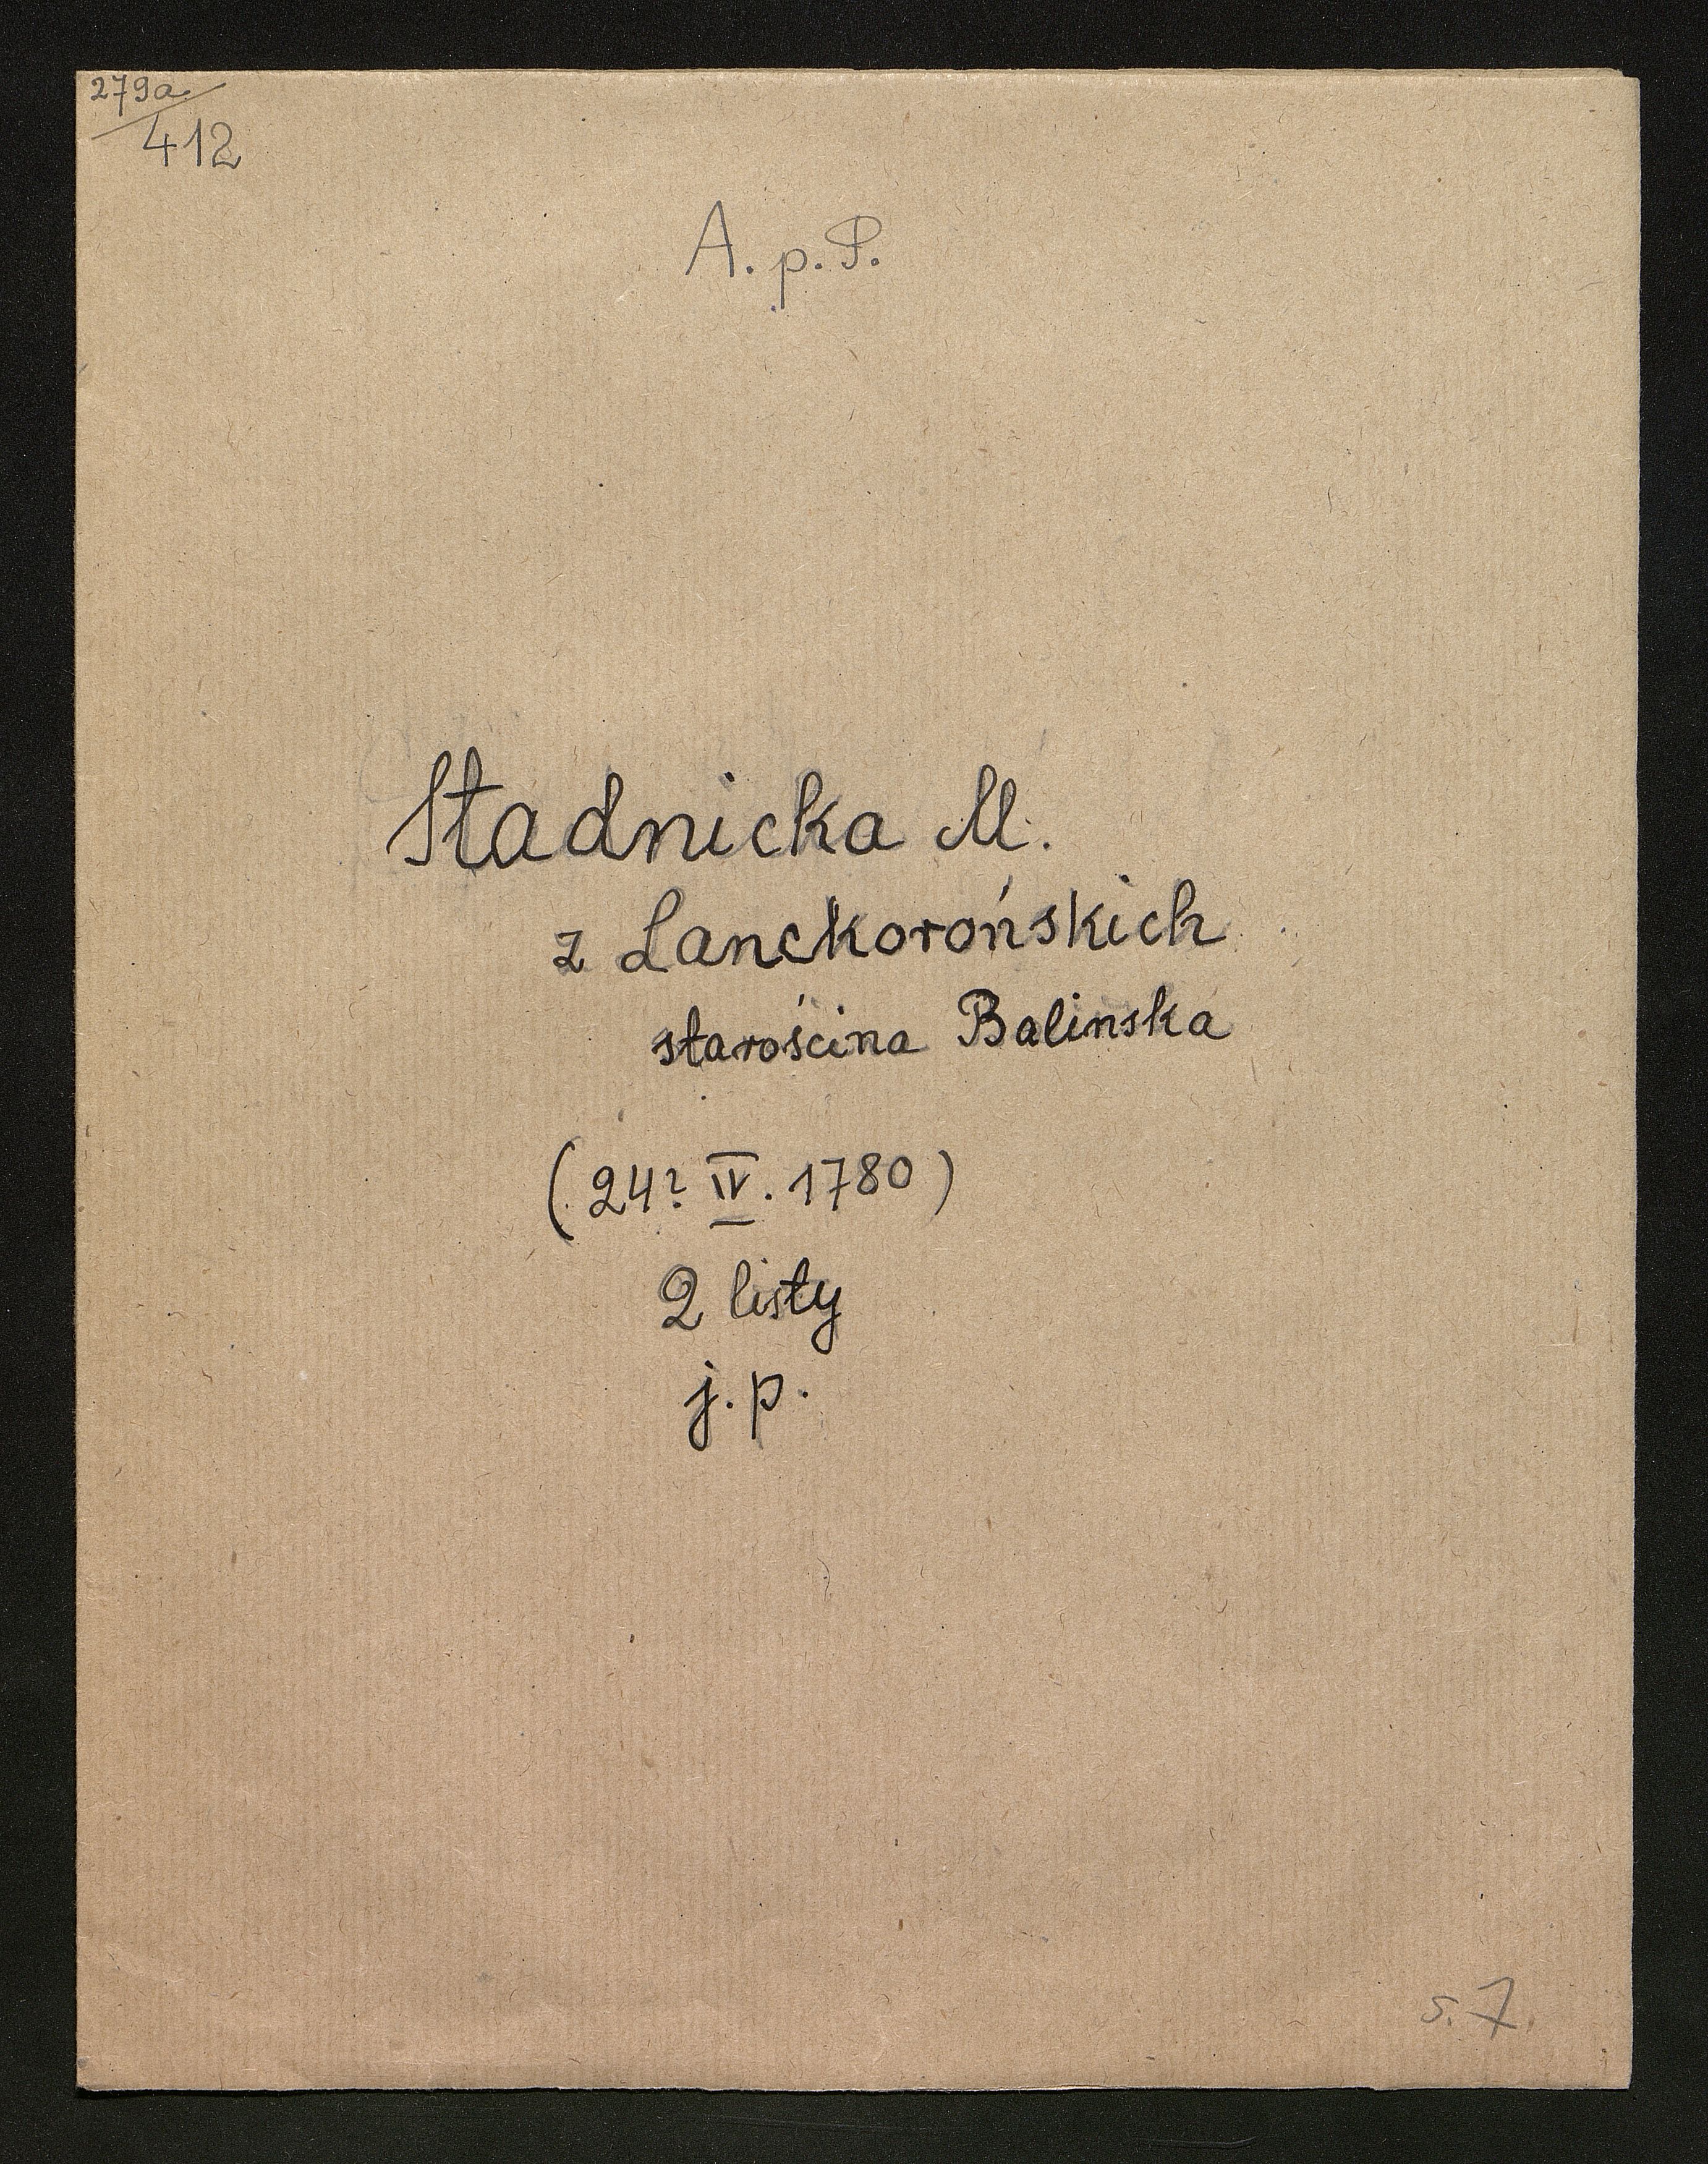 279a
412
A. p. P.
Stadnicka M.
z Lanckorońskich
starościna Balinska
(24? IV. 1780)
2 listy
j. p.
s. 7